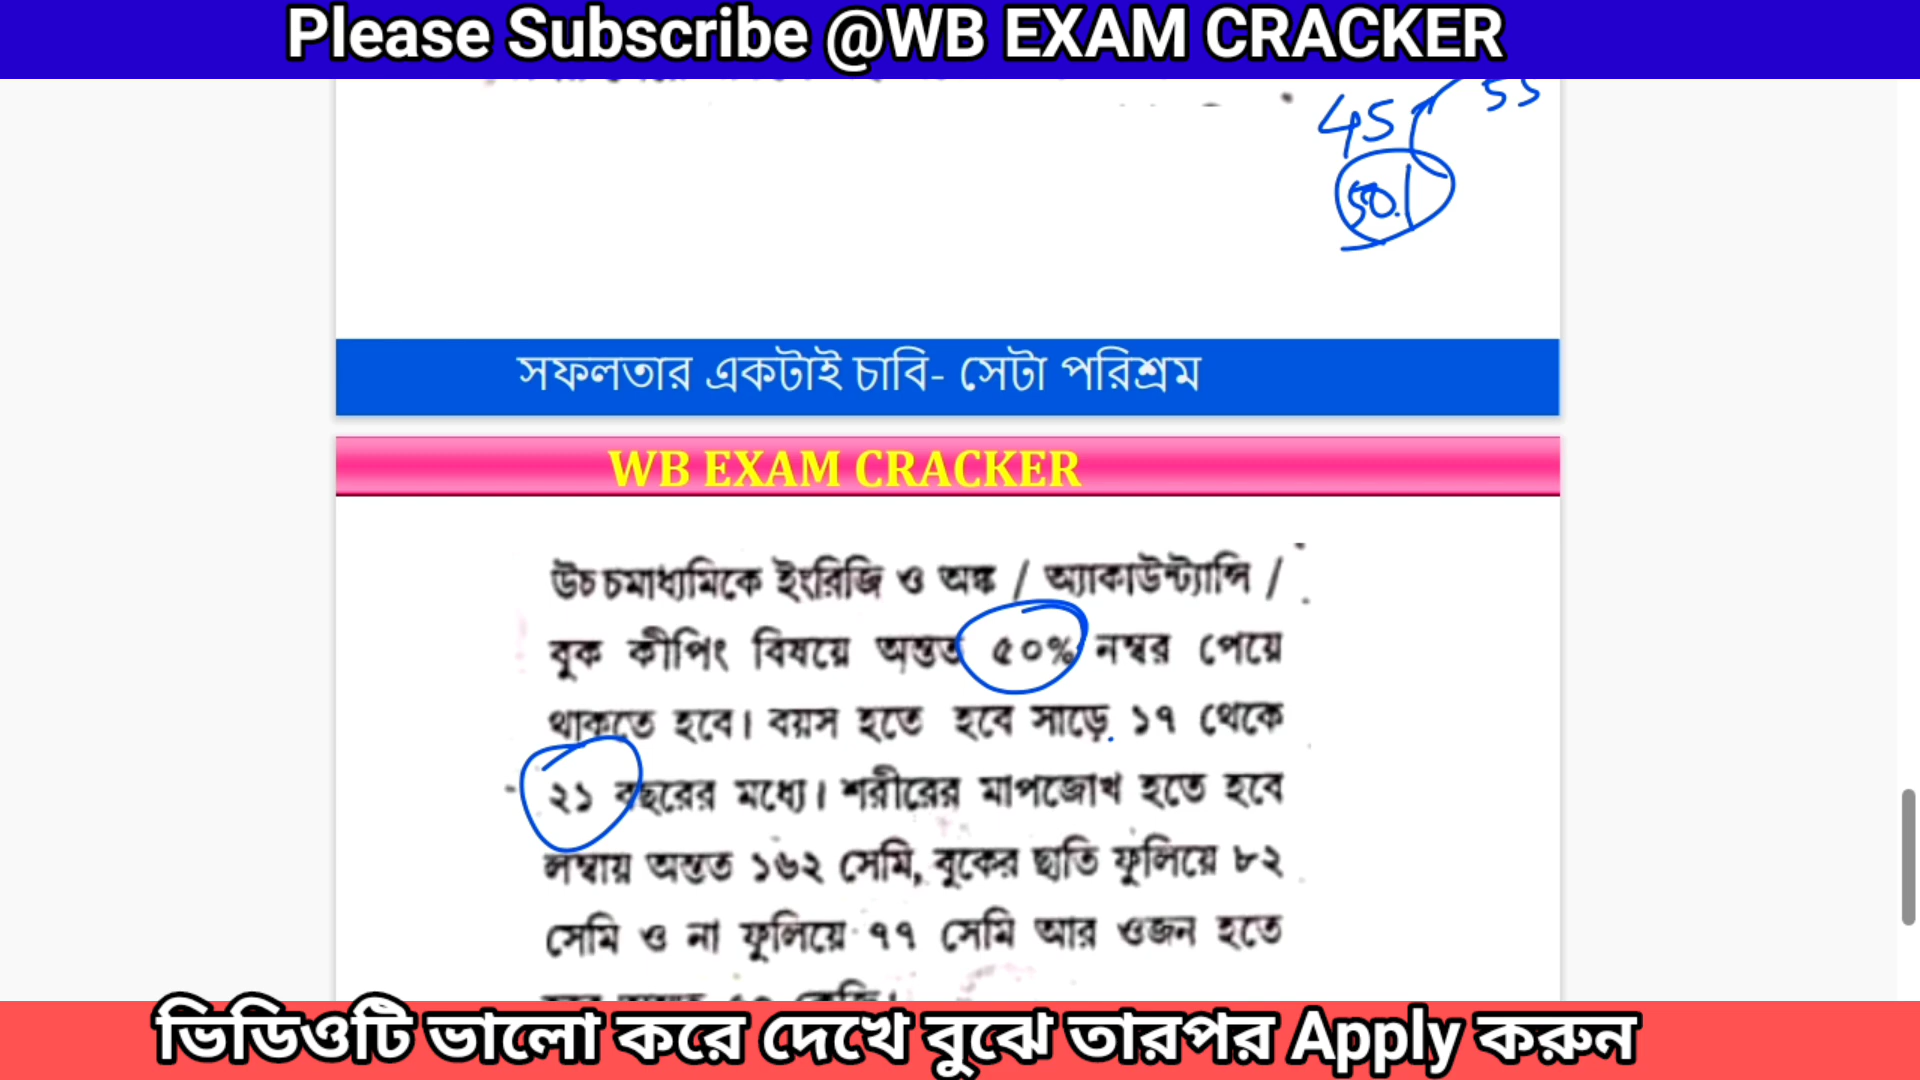 Please Subscribe @WB EXAM CRACKER
45
55
50%
সফলতার একটাই চাবি- সেটা পরিশ্রম
WB EXAM CRACKER
উচ্চমাধ্যমিকে ইংরিজি ও অঙ্ক / অ্যাকাউন্ট্যান্সি /
বুক কীপিং বিষয়ে অন্তত ৫০% নম্বর পেয়ে
থাকতে হবে। বয়স হতে হবে সাড়ে ১৭ থেকে
২১ বছরের মধ্যে। শরীরের মাপজোখ হতে হবে
লম্বায় অন্তত ১৬২ সেমি, বুকের ছাতি ফুলিয়ে ৮২
সেমি ও না ফুলিয়ে ৭৭ সেমি আর ওজন হতে
ভিডিওটি ভালো করে দেখে বুঝে তারপর Apply করুন